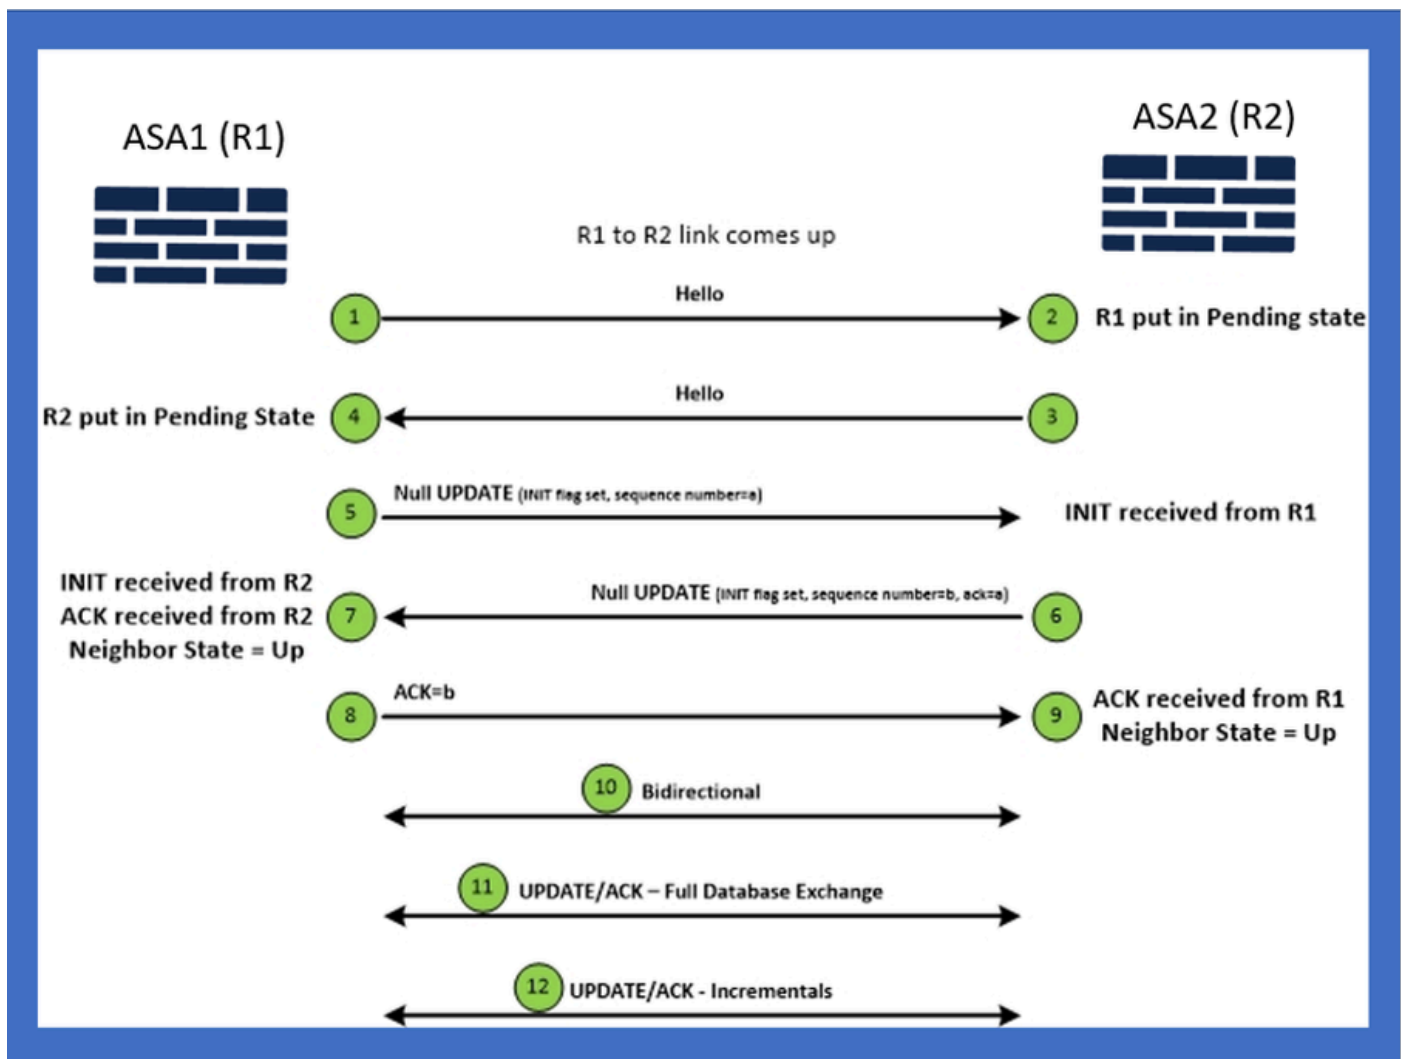 ASA1 (R1)
ASA2 (R2)
R1 to R2 link comes up
Hello
1
2
R1 put in Pending state
Hello
R2 put in Pending State
4
3
Null UPDATE (INIT flag set, sequence number=a)
5
INIT received from R1
INIT received from R2
ACK received from R2
Neighbor State = Up
7
Null UPDATE (INIT flag set, sequence number=b, ack=a)
6
ACK=b
8
9
ACK received from R1
Neighbor State = Up
10
Bidirectional
11
UPDATE/ACK – Full Database Exchange
12
UPDATE/ACK - Incrementals